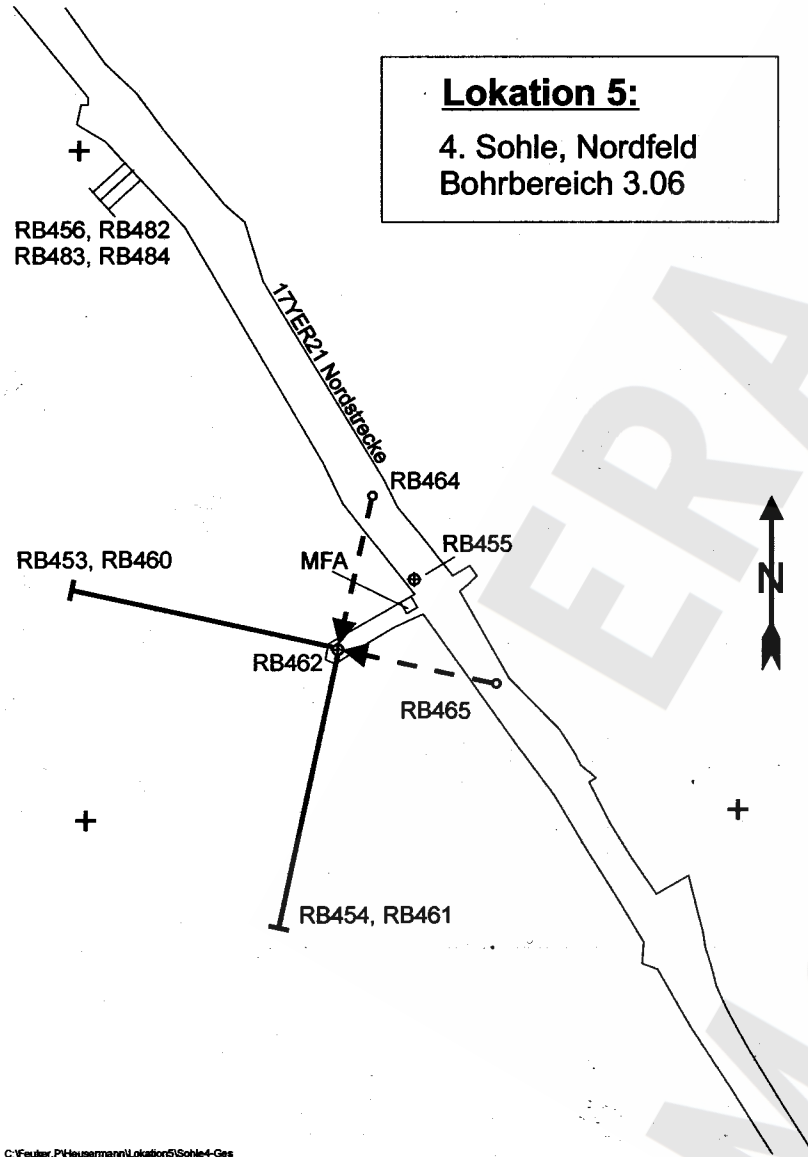 Lokation 5:
4. Sohle, Nordfeld
Bohrbereich 3.06
RB456, RB482
RB483, RB484
17YER21 Nordstrecke
RB464
RB455
MFA
RB453, RB460
N
RB462
RB465
RB454, RB461
C:\Feuker.P\Heusermann\Lokation5\Sohle4-Ges
ERA
M